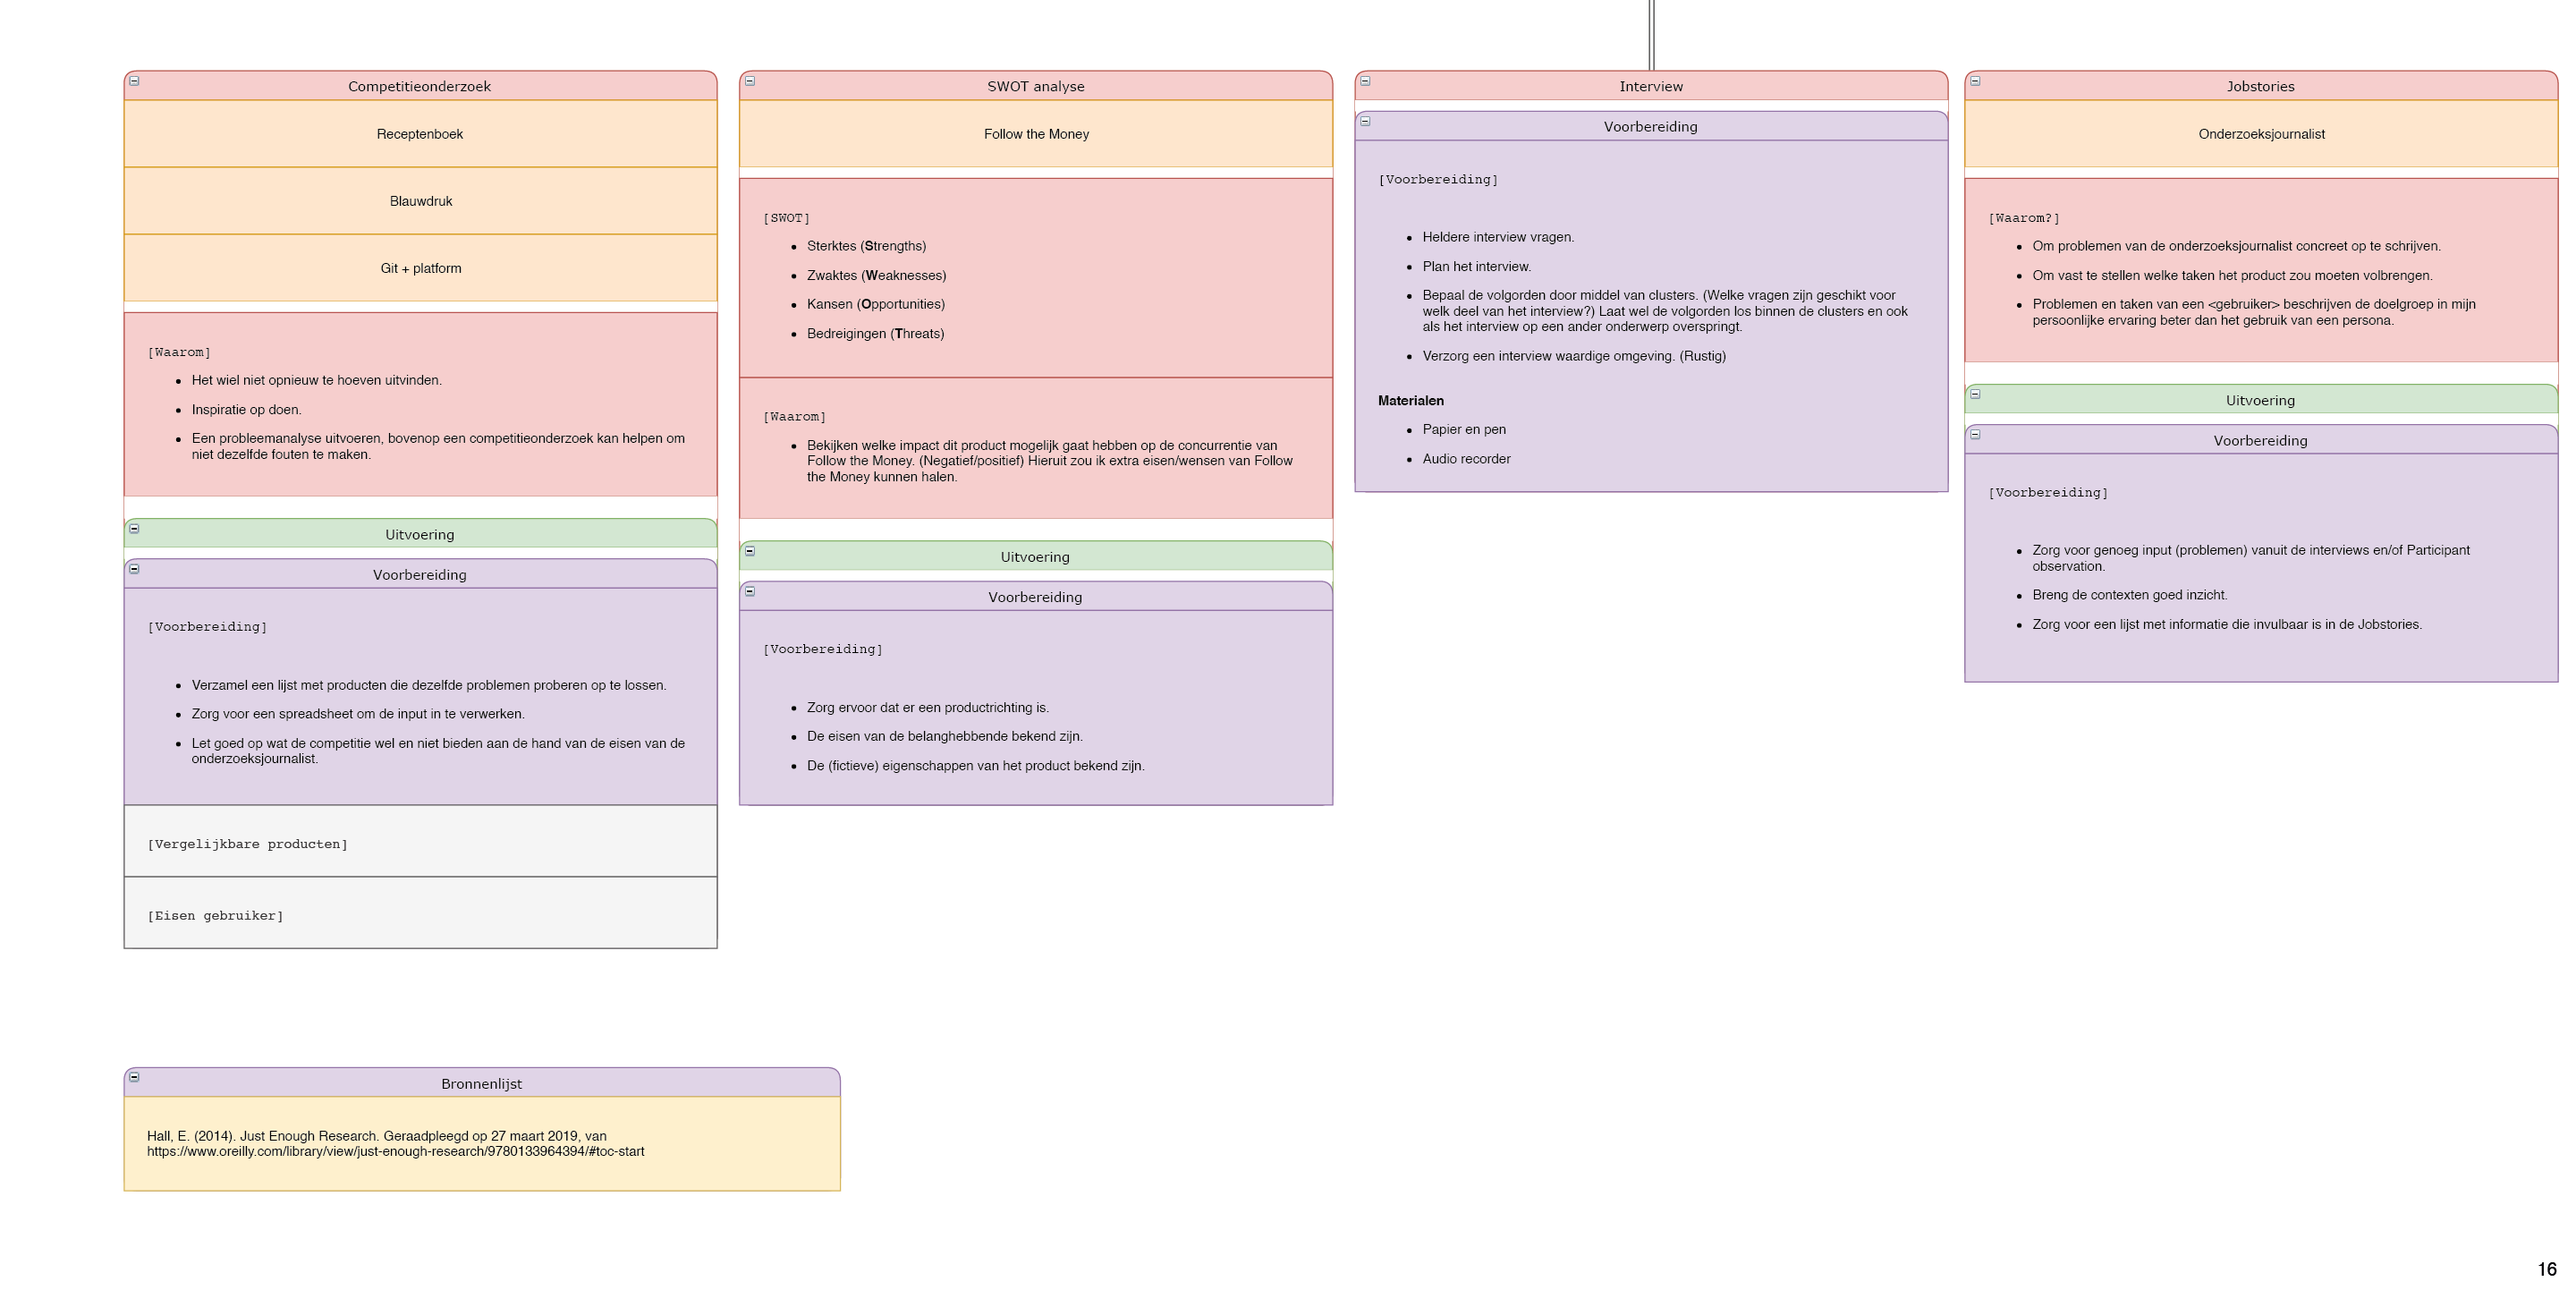 Competitieonderzoek
Receptenboek
Blauwdruk
Git + platform
[Waarom]
• Het wiel niet opnieuw te hoeven uitvinden.
• Inspiratie op doen.
• Een probleemanalyse uitvoeren, bovenop een competitieonderzoek kan helpen om
niet dezelfde fouten te maken.
Uitvoering
Voorbereiding
[Voorbereiding]
• Verzamel een lijst met producten die dezelfde problemen proberen op te lossen.
• Zorg voor een spreadsheet om de input in te verwerken.
• Let goed op wat de competitie wel en niet bieden aan de hand van de eisen van de
onderzoeksjournalist.
[Vergelijkbare producten]
[Eisen gebruiker]
SWOT analyse
Follow the Money
[SWOT]
• Sterktes (Strengths)
• Zwaktes (Weaknesses)
• Kansen (Opportunities)
• Bedreigingen (Threats)
[Waarom]
• Bekijken welke impact dit product mogelijk gaat hebben op de concurrentie van
Follow the Money. (Negatief/positief) Hieruit zou ik extra eisen/wensen van Follow
the Money kunnen halen.
Uitvoering
Voorbereiding
[Voorbereiding]
• Zorg ervoor dat er een productrichting is.
• De eisen van de belanghebbende bekend zijn.
• De (fictieve) eigenschappen van het product bekend zijn.
Interview
Voorbereiding
[Voorbereiding]
• Heldere interview vragen.
• Plan het interview.
• Bepaal de volgorden door middel van clusters. (Welke vragen zijn geschikt voor
welk deel van het interview?) Laat wel de volgorden los binnen de clusters en ook
als het interview op een ander onderwerp overspringt.
• Verzorg een interview waardige omgeving. (Rustig)
Materialen
• Papier en pen
• Audio recorder
Jobstories
Onderzoeksjournalist
[Waarom?]
• Om problemen van de onderzoeksjournalist concreet op te schrijven.
• Om vast te stellen welke taken het product zou moeten volbrengen.
• Problemen en taken van een <gebruiker> beschrijven de doelgroep in mijn
persoonlijke ervaring beter dan het gebruik van een persona.
Uitvoering
Voorbereiding
[Voorbereiding]
• Zorg voor genoeg input (problemen) vanuit de interviews en/of Participant
observation.
• Breng de contexten goed inzicht.
• Zorg voor een lijst met informatie die invulbaar is in de Jobstories.
Bronnenlijst
Hall, E. (2014). Just Enough Research. Geraadpleegd op 27 maart 2019, van
https://www.oreilly.com/library/view/just-enough-research/9780133964394/#toc-start
16